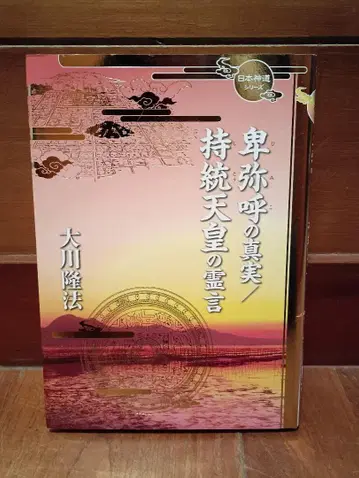 日本神道
シリーズ
卑弥呼の真実/
持統天皇の霊言
大川隆法